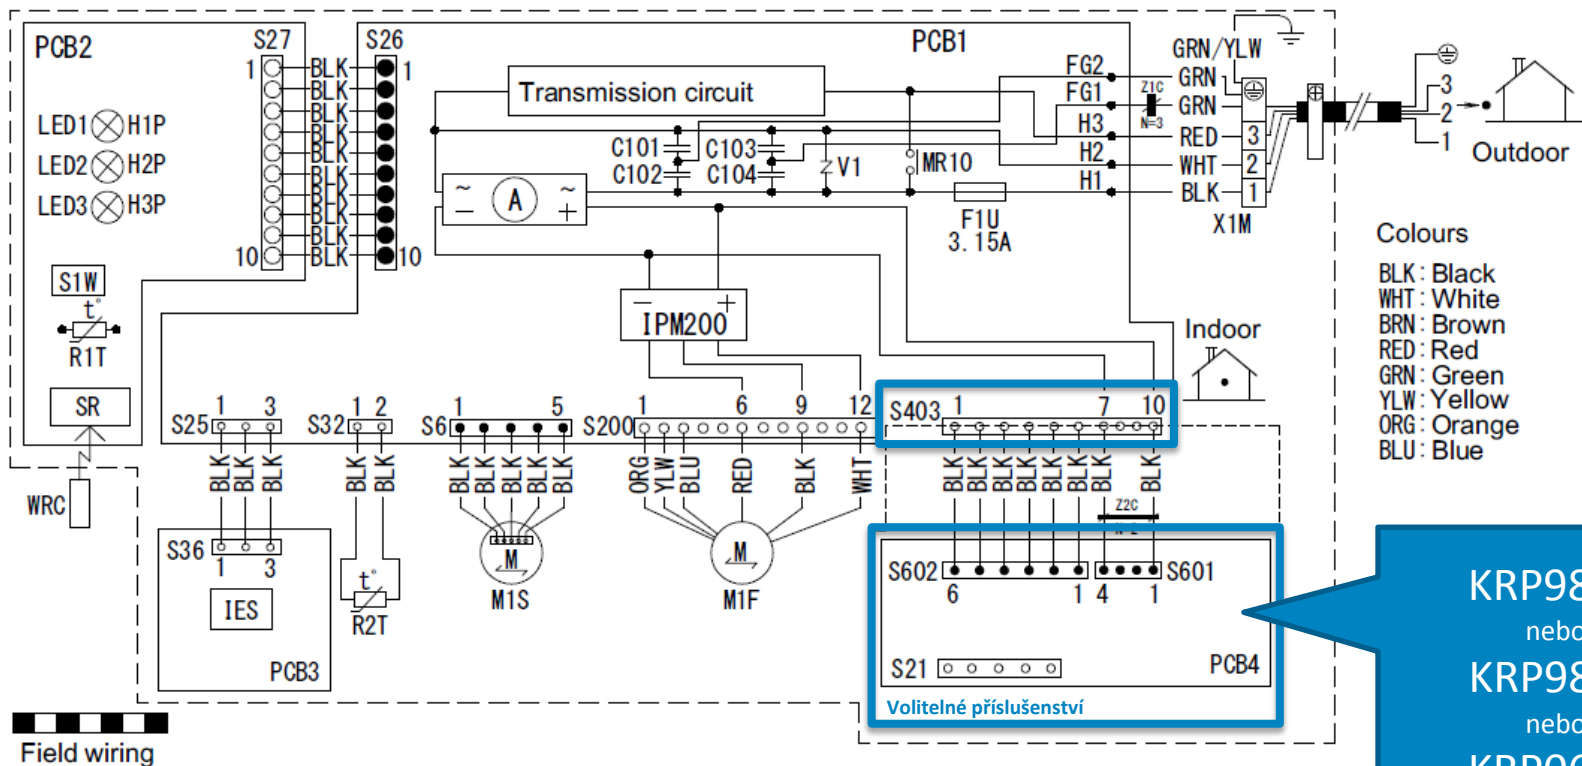 PCB2
S27
S26
PCB1
1
BLK
1
BLK
BLK
BLK
BLK
BLK
BLK
BLK
BLK
10
BLK
10
LED1 H1P
LED2 H2P
LED3 H3P
S1W
t°
R1T
SR
WRC
Transmission circuit
C101
C102
C103
C104
V1
MR10
~ A ~
− +
F1U
3.15A
FG2
FG1
H3
H2
H1
GRN/YLW
GRN
Z1C
GRN
N=3
RED 3
WHT 2
BLK 1
X1M
3
2
1
Outdoor
Colours
BLK : Black
WHT : White
BRN : Brown
RED : Red
GRN : Green
YLW : Yellow
ORG : Orange
BLU : Blue
− +
IPM200
Indoor
S25 1 3
S32 1 2
S6 1 5
S200 1 6 9 12
S403 1 7 10
BLK BLK BLK
BLK BLK
BLK BLK BLK BLK BLK
ORG YLW BLU RED BLK WHT
BLK BLK BLK BLK BLK BLK BLK BLK
Z2C
S36
1 3
IES
PCB3
t°
R2T
M
M1S
M
M1F
S602
6 1
S601
4 1
S21
PCB4
Volitelné příslušenství
KRP98
nebo
KRP98
nebo
Field wiring